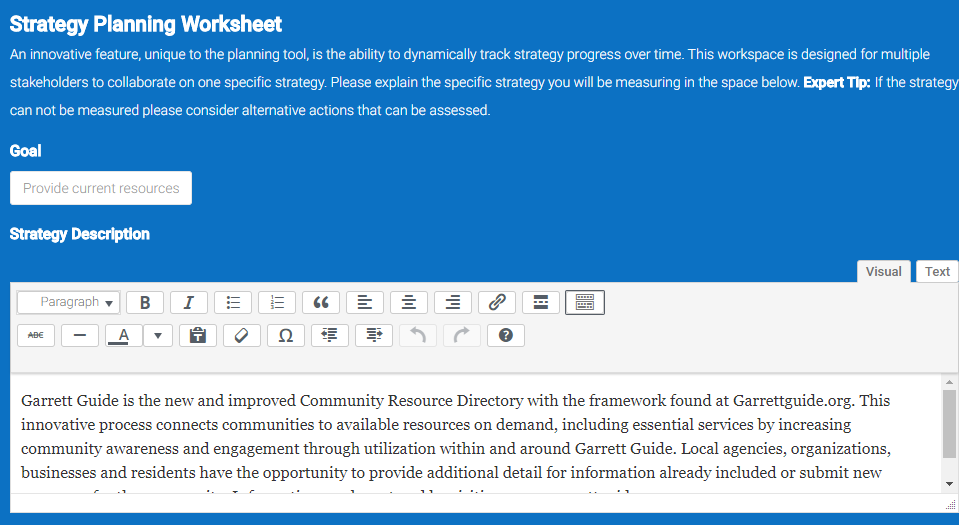 Strategy Planning Worksheet
An innovative feature, unique to the planning tool, is the ability to dynamically track strategy progress over time. This workspace is designed for multiple
stakeholders to collaborate on one specific strategy. Please explain the specific strategy you will be measuring in the space below. Expert Tip: If the strategy
can not be measured please consider alternative actions that can be assessed.
Goal
Provide current resources
Strategy Description
Visual Text
Paragraph B I
ABC A Ω
Garrett Guide is the new and improved Community Resource Directory with the framework found at Garrettguide.org. This
innovative process connects communities to available resources on demand, including essential services by increasing
community awareness and engagement through utilization within and around Garrett Guide. Local agencies, organizations,
businesses and residents have the opportunity to provide additional detail for information already included or submit new